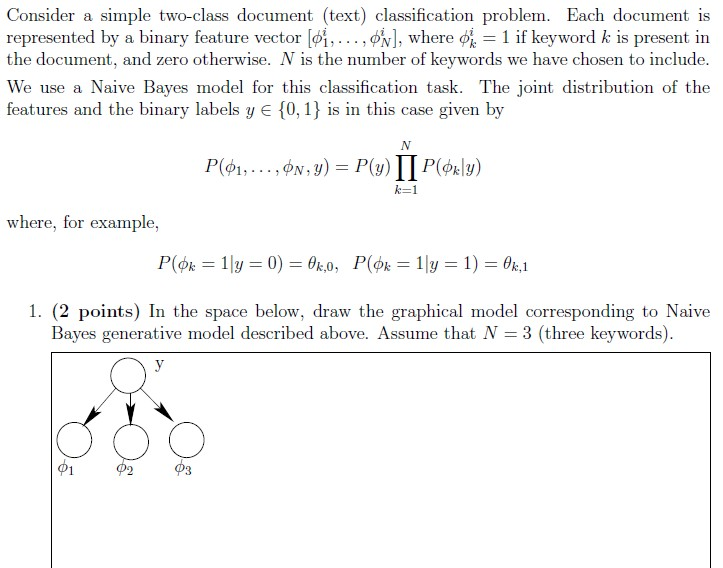 Consider a simple two-class document (text) classification problem. Each document is
represented by a binary feature vector [ϕ₁ⁱ, . . . , ϕ_Nⁱ], where ϕ_kⁱ = 1 if keyword k is present in
the document, and zero otherwise. N is the number of keywords we have chosen to include.
We use a Naive Bayes model for this classification task. The joint distribution of the
features and the binary labels y ∈ {0, 1} is in this case given by
P(ϕ₁, . . . , ϕ_N, y) = P(y) ∏_{k=1}^{N} P(ϕ_k|y)
where, for example,
P(ϕ_k = 1|y = 0) = θ_{k,0}, P(ϕ_k = 1|y = 1) = θ_{k,1}
1. (2 points) In the space below, draw the graphical model corresponding to Naive
Bayes generative model described above. Assume that N = 3 (three keywords).
y
ϕ₁ ϕ₂ ϕ₃